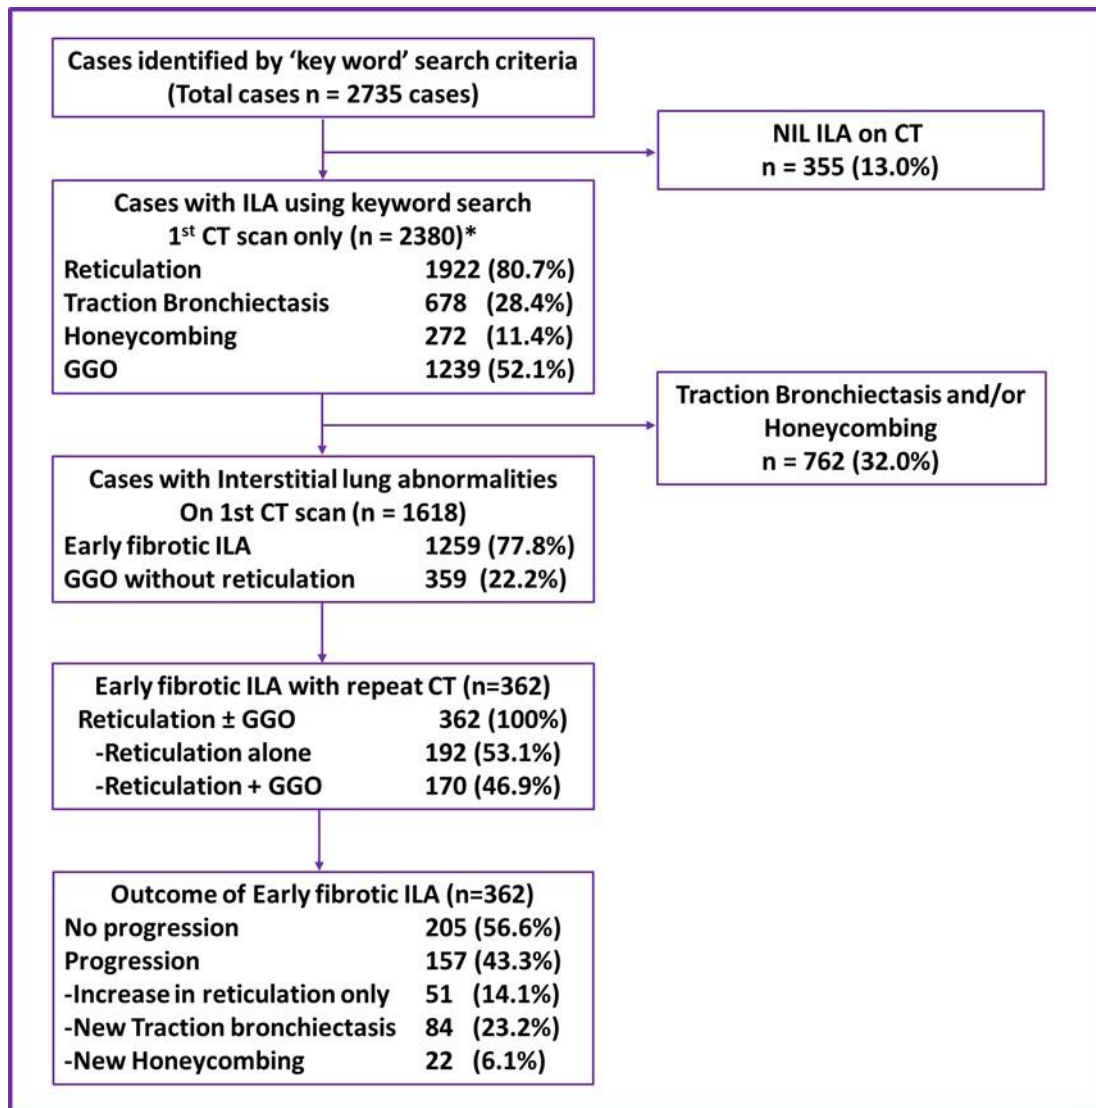 Cases identified by ‘key word’ search criteria
(Total cases n = 2735 cases)
NIL ILA on CT
n = 355 (13.0%)
Cases with ILA using keyword search
1st CT scan only (n = 2380)*
Reticulation 1922 (80.7%)
Traction Bronchiectasis 678 (28.4%)
Honeycombing 272 (11.4%)
GGO 1239 (52.1%)
Traction Bronchiectasis and/or
Honeycombing
n = 762 (32.0%)
Cases with Interstitial lung abnormalities
On 1st CT scan (n = 1618)
Early fibrotic ILA 1259 (77.8%)
GGO without reticulation 359 (22.2%)
Early fibrotic ILA with repeat CT (n=362)
Reticulation ± GGO 362 (100%)
-Reticulation alone 192 (53.1%)
-Reticulation + GGO 170 (46.9%)
Outcome of Early fibrotic ILA (n=362)
No progression 205 (56.6%)
Progression 157 (43.3%)
-Increase in reticulation only 51 (14.1%)
-New Traction bronchiectasis 84 (23.2%)
-New Honeycombing 22 (6.1%)